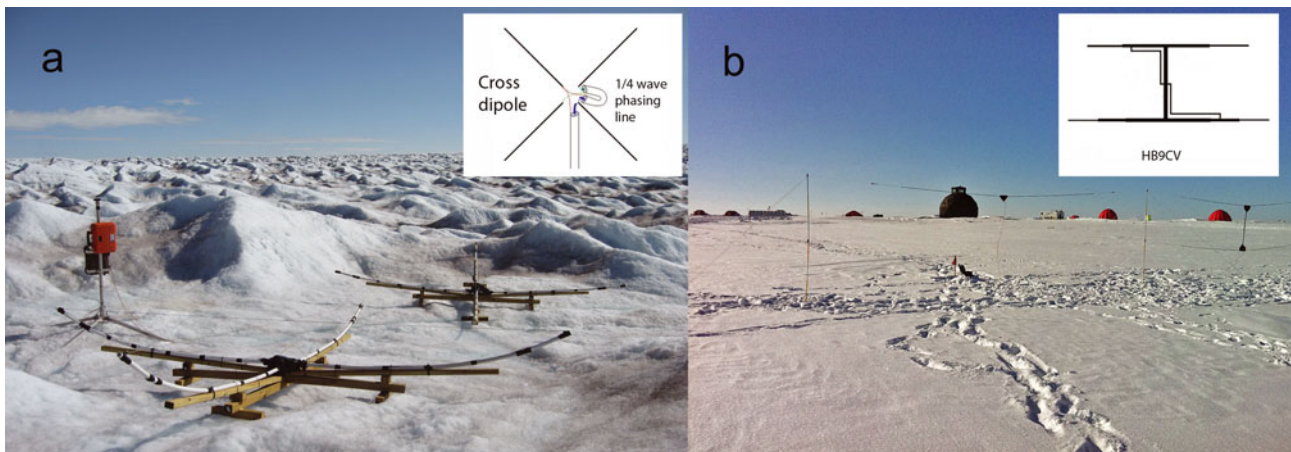 a
Cross
dipole
1/4 wave
phasing
line
b
HB9CV